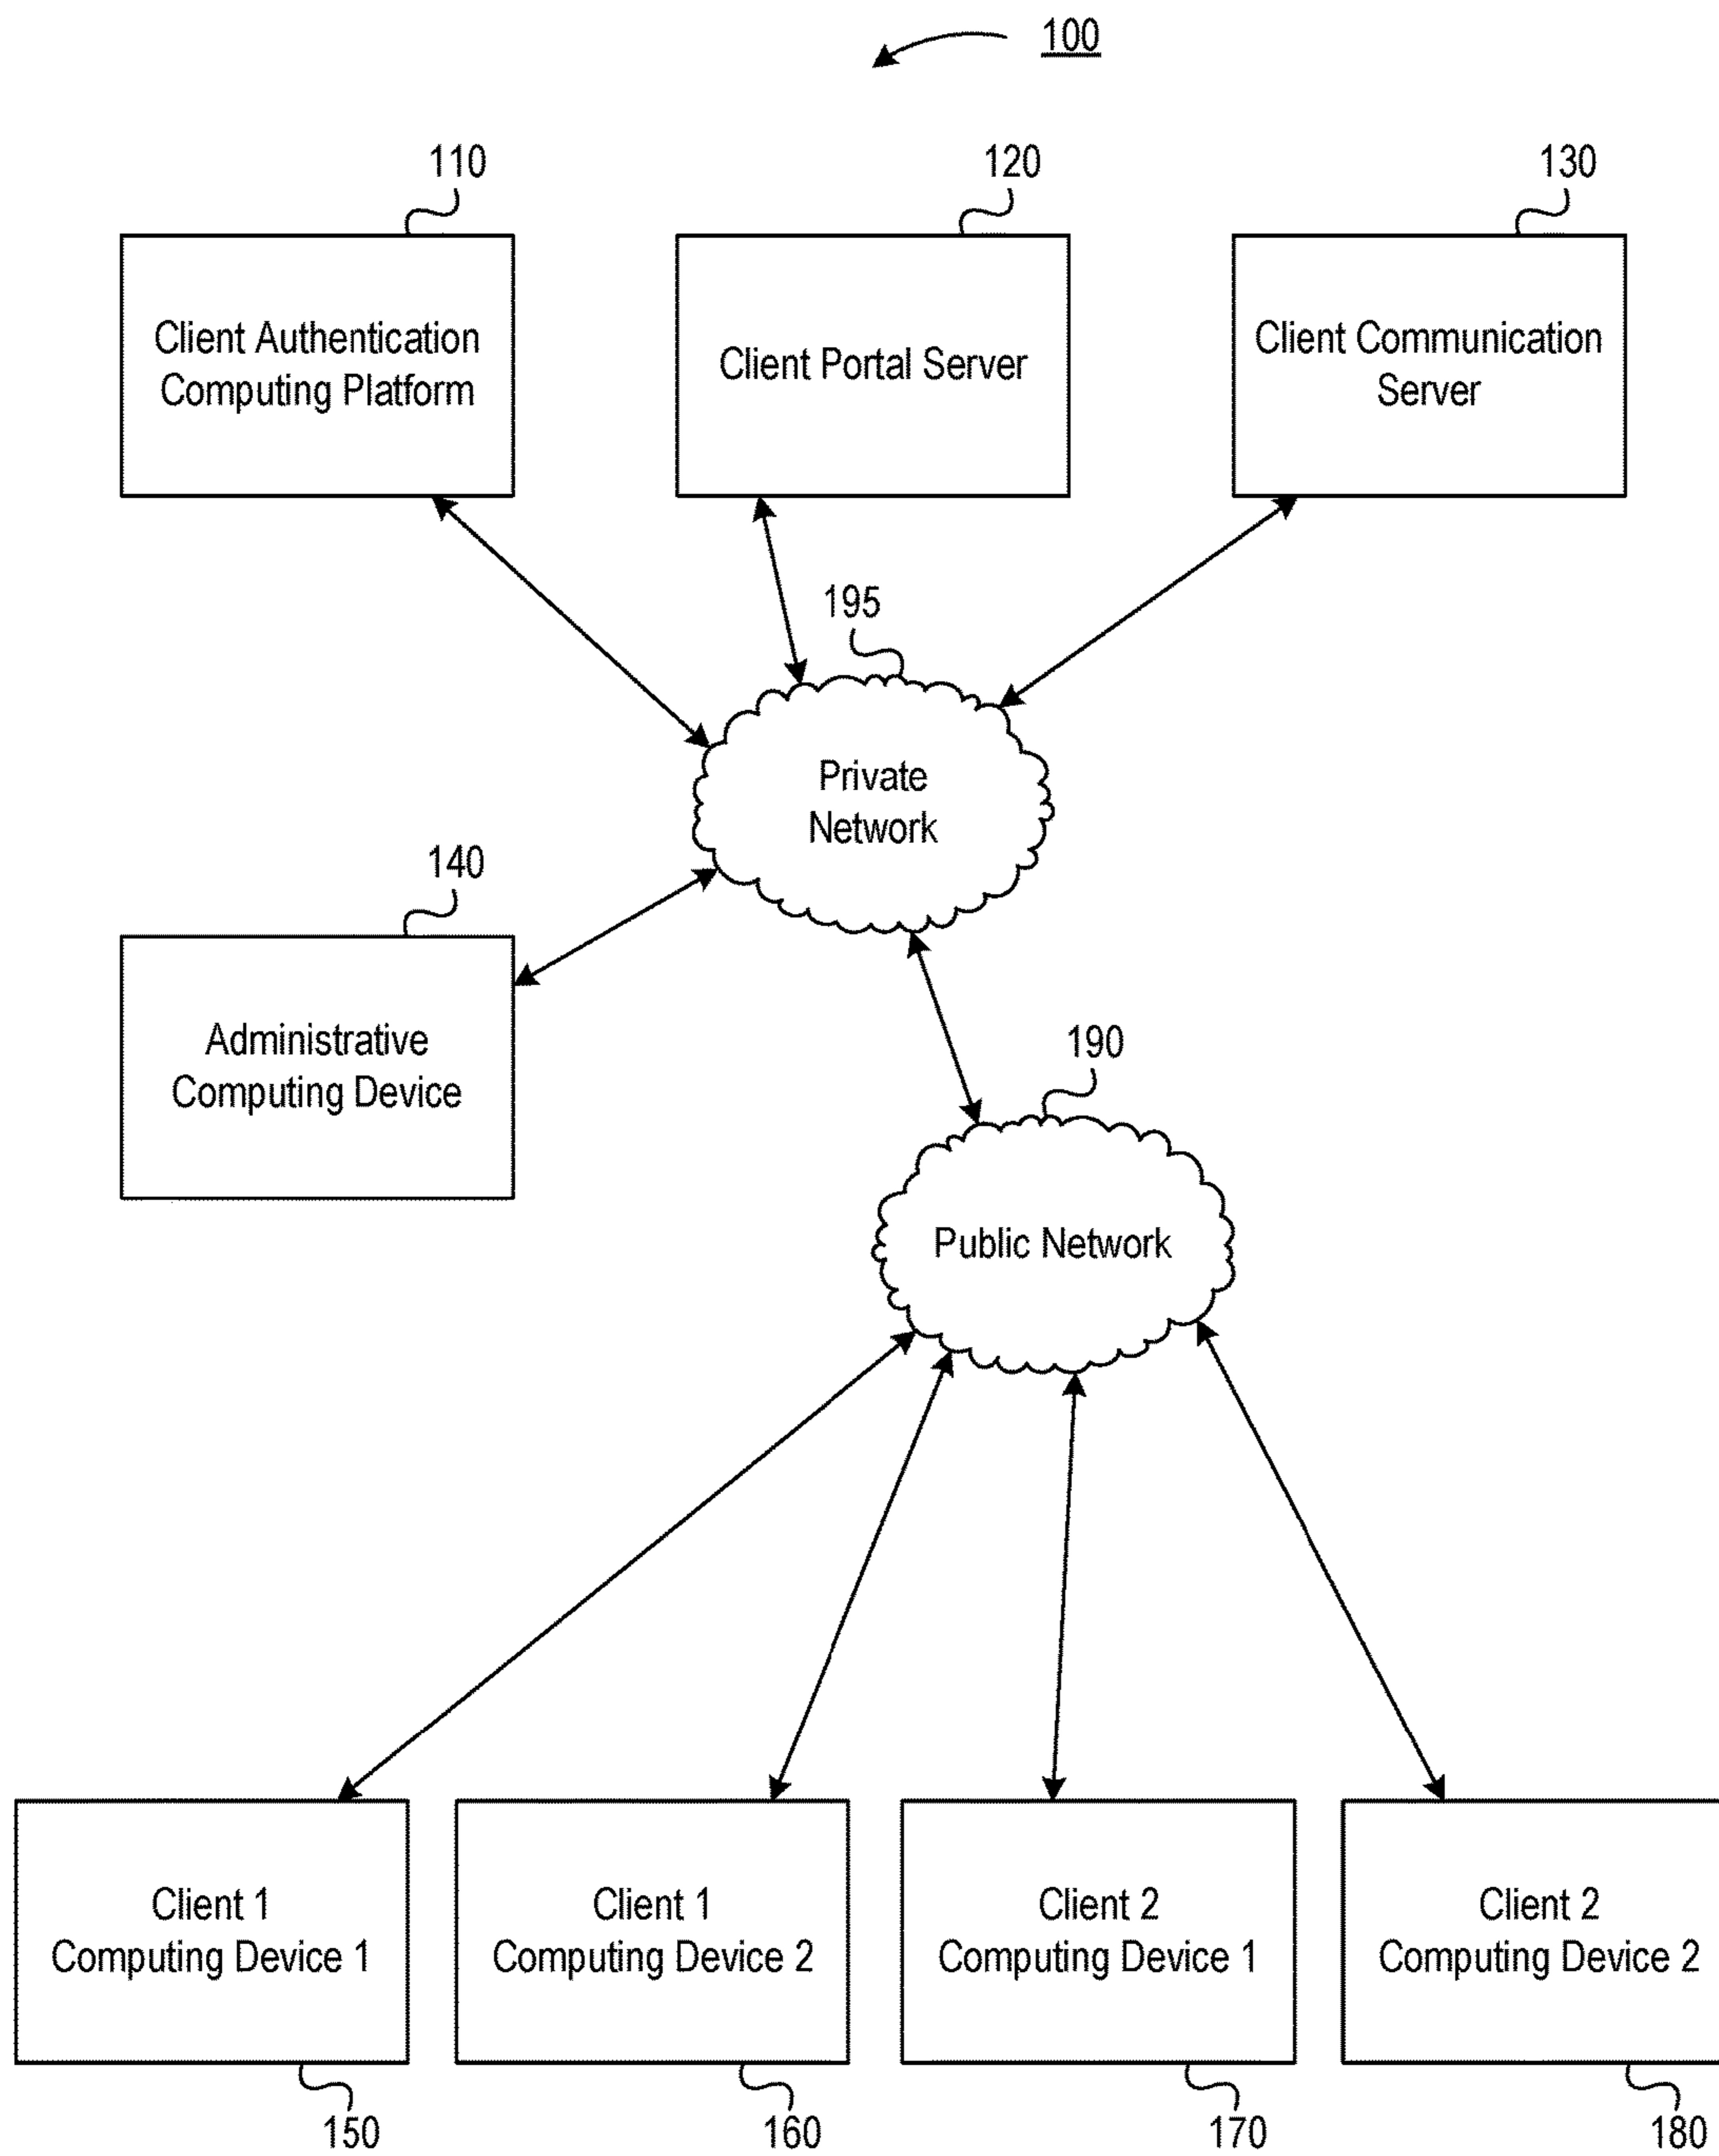 100
110
120
130
Client Authentication
Computing Platform
Client Portal Server
Client Communication
Server
195
Private
Network
140
Administrative
Computing Device
190
Public Network
Client 1
Computing Device 1
Client 1
Computing Device 2
Client 2
Computing Device 1
Client 2
Computing Device 2
150
160
170
180